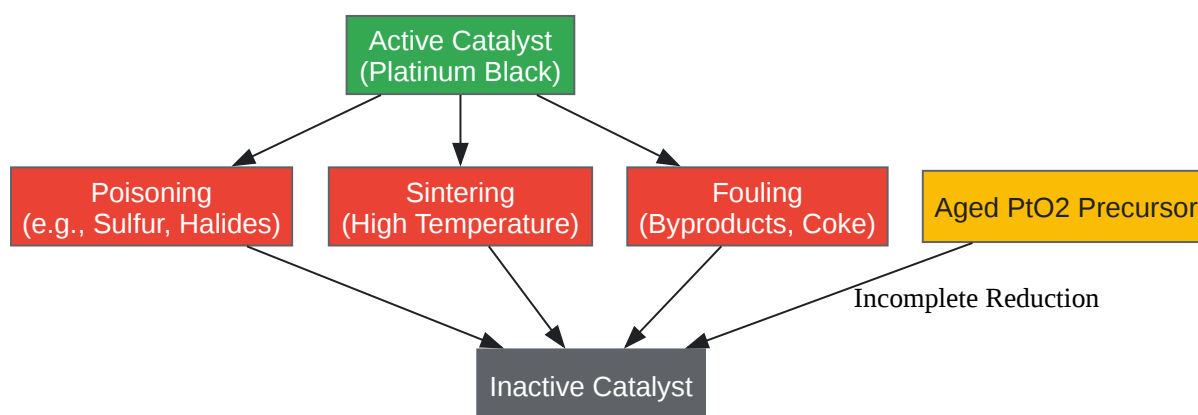 Active Catalyst
(Platinum Black)
Poisoning
(e.g., Sulfur, Halides)
Sintering
(High Temperature)
Fouling
(Byproducts, Coke)
Aged PtO2 Precursor
Incomplete Reduction
Inactive Catalyst